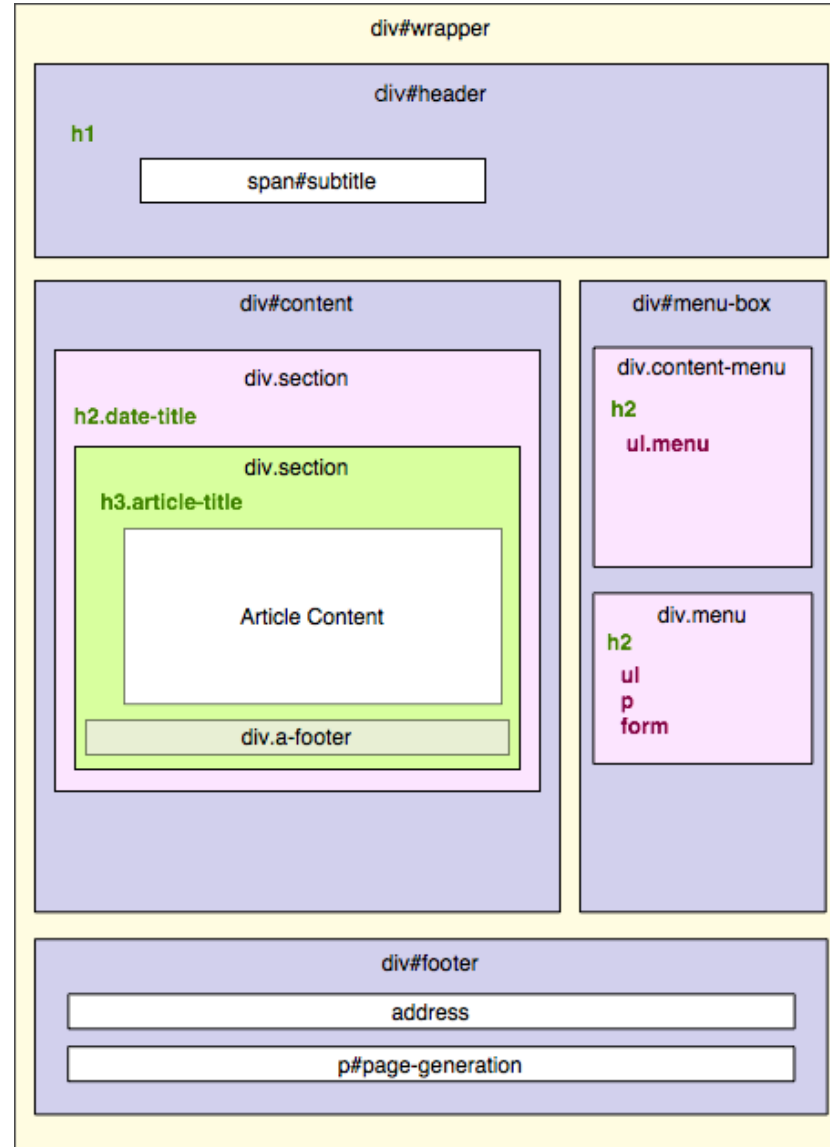 div#wrapper
div#header
h1
span#subtitle
div#content
div.section
h2.date-title
div.section
h3.article-title
Article Content
div.a-footer
div#menu-box
div.content-menu
h2
ul.menu
div.menu
h2
ul
p
form
div#footer
address
p#page-generation